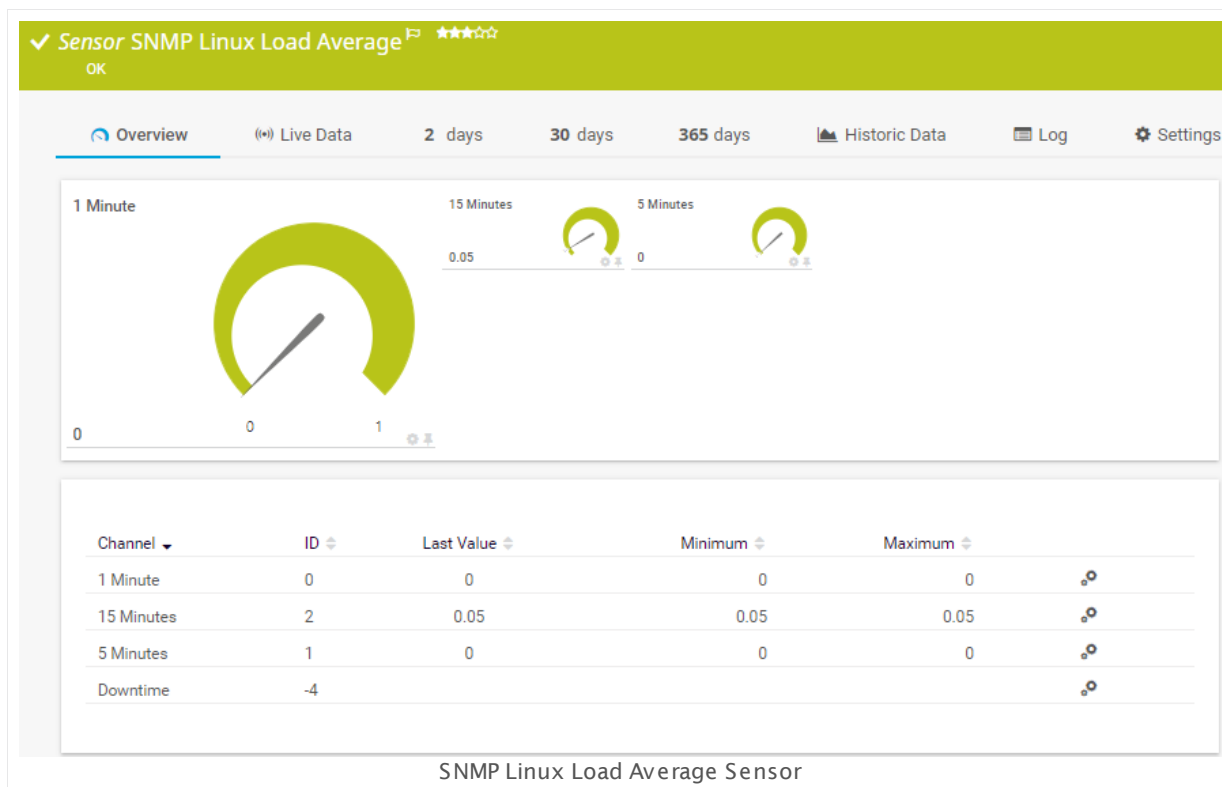 Sensor SNMP Linux Load Average
OK
Overview Live Data 2 days 30 days 365 days Historic Data Log Settings
1 Minute
0
0 1
15 Minutes
0.05
5 Minutes
0
Channel ID Last Value Minimum Maximum
1 Minute 0 0 0 0
15 Minutes 2 0.05 0.05 0.05
5 Minutes 1 0 0 0
Downtime -4
SNMP Linux Load Average Sensor